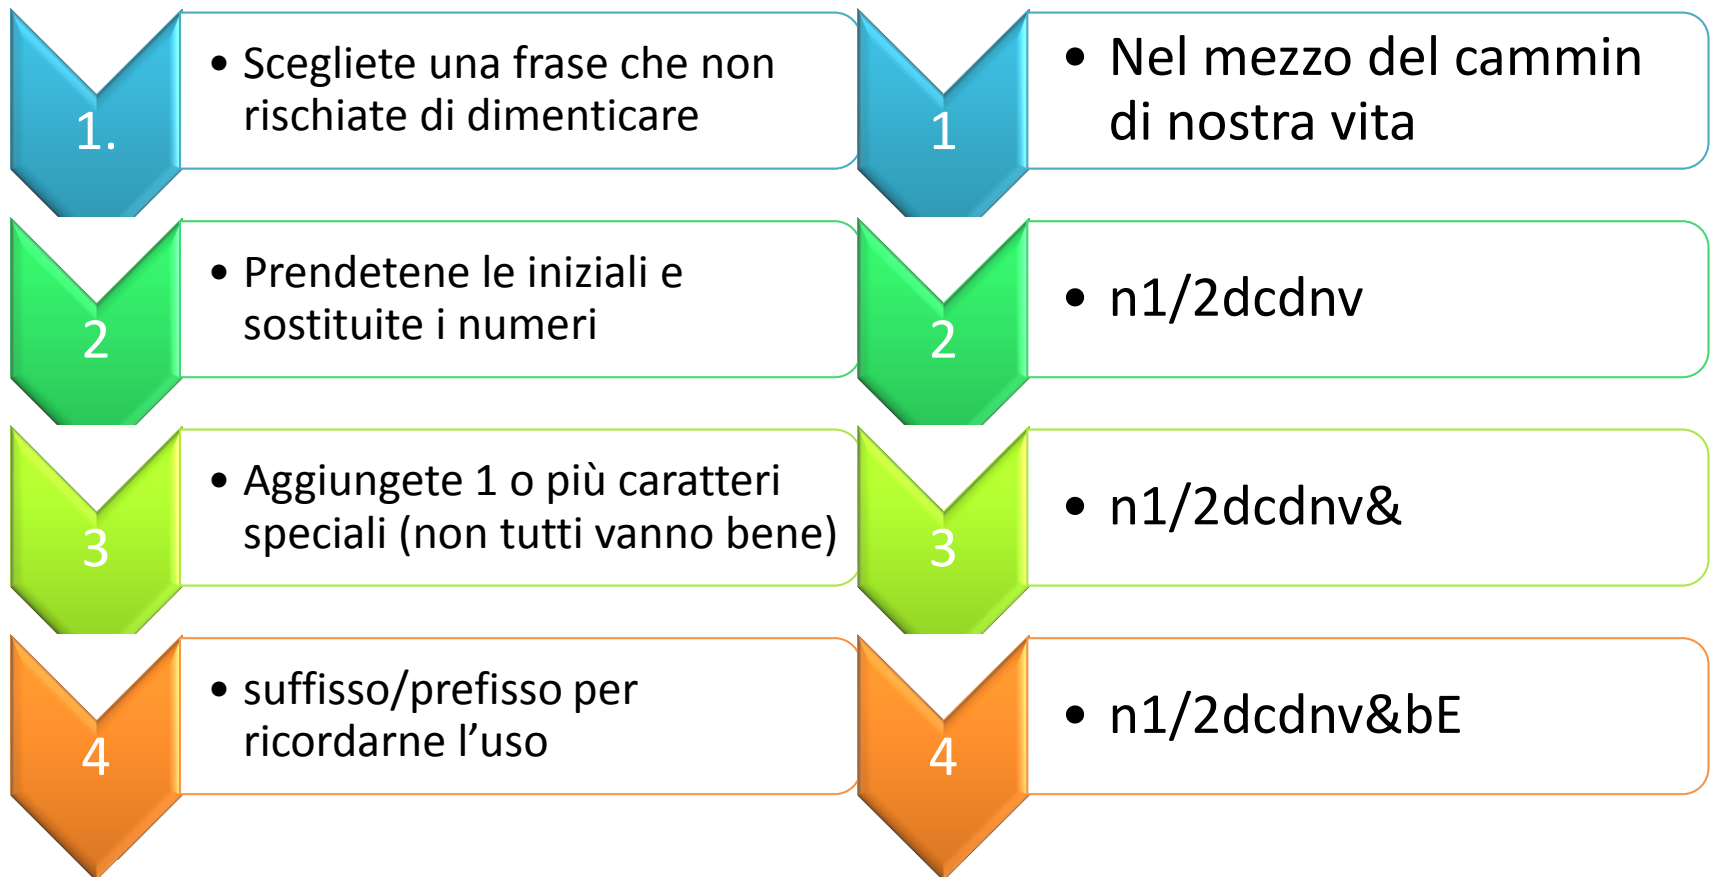 1.
• Scegliete una frase che non
rischiate di dimenticare
1
• Nel mezzo del cammin
di nostra vita
2
• Prendetene le iniziali e
sostituite i numeri
2
• n1/2dcdnv
3
• Aggiungete 1 o più caratteri
speciali (non tutti vanno bene)
3
• n1/2dcdnv&
4
• suffisso/prefisso per
ricordarne l’uso
4
• n1/2dcdnv&bE